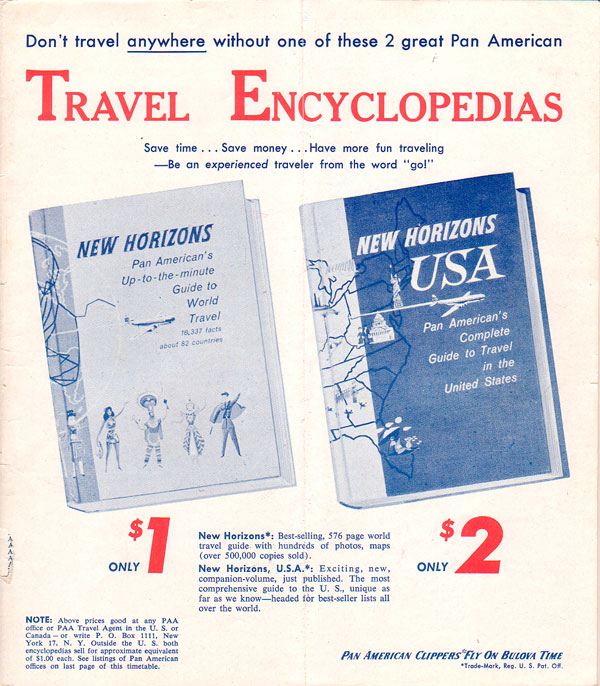 Don't travel anywhere without one of these 2 great Pan American
TRAVEL ENCYCLOPEDIAS
Save time . . . Save money . . . Have more fun traveling
—Be an experienced traveler from the word "go!"
NEW HORIZONS
Pan American's
Up-to-the-minute
Guide to
World
Travel
18,337 facts
about 82 countries
NEW HORIZONS
USA
Pan American's
Complete
Guide to Travel
in the
United States
ONLY $1
New Horizons*: Best-selling, 576 page world
travel guide with hundreds of photos, maps
(over 500,000 copies sold).
New Horizons, U.S.A.*: Exciting, new,
companion-volume, just published. The most
comprehensive guide to the U. S., unique as
far as we know—headed for best-seller lists all
over the world.
ONLY $2
NOTE: Above prices good at any PAA
office or PAA Travel Agent in the U. S. or
Canada — or write P. O. Box 1111, New
York 17, N. Y. Outside the U. S. both
encyclopedias sell for approximate equivalent
of $1.00 each. See listings of Pan American
offices on last page of this timetable.
PAN AMERICAN CLIPPERS* FLY ON BULOVA TIME
*Trade-Mark, Reg. U. S. Pat. Off.